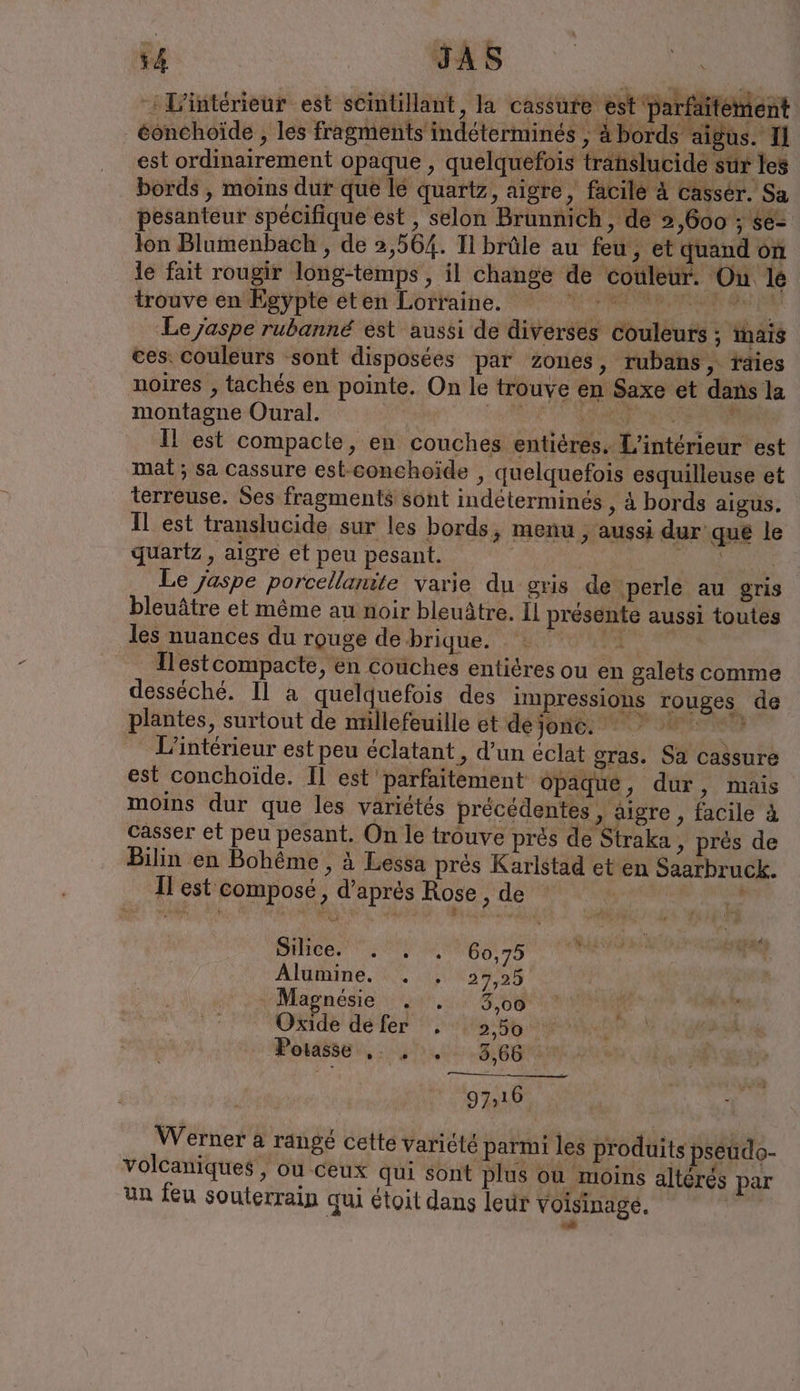 14 JAS
L'intérieur est scintillant, la cassure est parfaitement
conchoïde, les fragments indéterminés, à bords aigus. Il
est ordinairement opaque, quelquefois translucide sur les
bords, moins dur que le quartz, aigre, facile à casser. Sa
pesanteur spécifique est, selon Brunnich, de 2,600; se-
lon Blumenbach, de 2,564. Il brûle au feu, et quand on
le fait rougir long-temps, il change de couleur. On le
trouve en Egypte et en Lorraine.
Le jaspe rubanné est aussi de diverses couleurs; mais
ces couleurs sont disposées par zones, rubans, raies
noires, tachés en pointe. On le trouve en Saxe et dans la
montagne Oural.
Il est compacte, en couches entières. L'intérieur est
mat; sa cassure est conchoïde, quelquefois esquilleuse et
terreuse. Ses fragments sont indéterminés, à bords aigus.
Il est translucide sur les bords, menu, aussi dur que le
quartz, aigre et peu pesant.
Le jaspe porcellanite varie du gris de perle au gris
bleuâtre et même au noir bleuâtre. Il présente aussi toutes
les nuances du rouge de brique.
Il est compacte, en couches entières ou en galets comme
desséché. Il a quelquefois des impressions rouges de
plantes, surtout de millefeuille et de jonc.
L'intérieur est peu éclatant, d'un éclat gras. Sa cassure
est conchoïde. Il est parfaitement opaque, dur, mais
moins dur que les variétés précédentes, aigre, facile à
casser et peu pesant. On le trouve près de Straka, près de
Bilin en Bohême, à Lessa près Karlstad et en Saarbruck.
Il est composé, d'après Rose, de
Silice. . . . 60,75
Alumine. . . 27,25
Magnésie . . 3,00
Oxide de fer . 2,50
Potasse . . . 3,66
97,16
Werner a rangé cette variété parmi les produits pseudo-
volcaniques, ou ceux qui sont plus ou moins altérés par
un feu souterrain qui étoit dans leur voisinage.